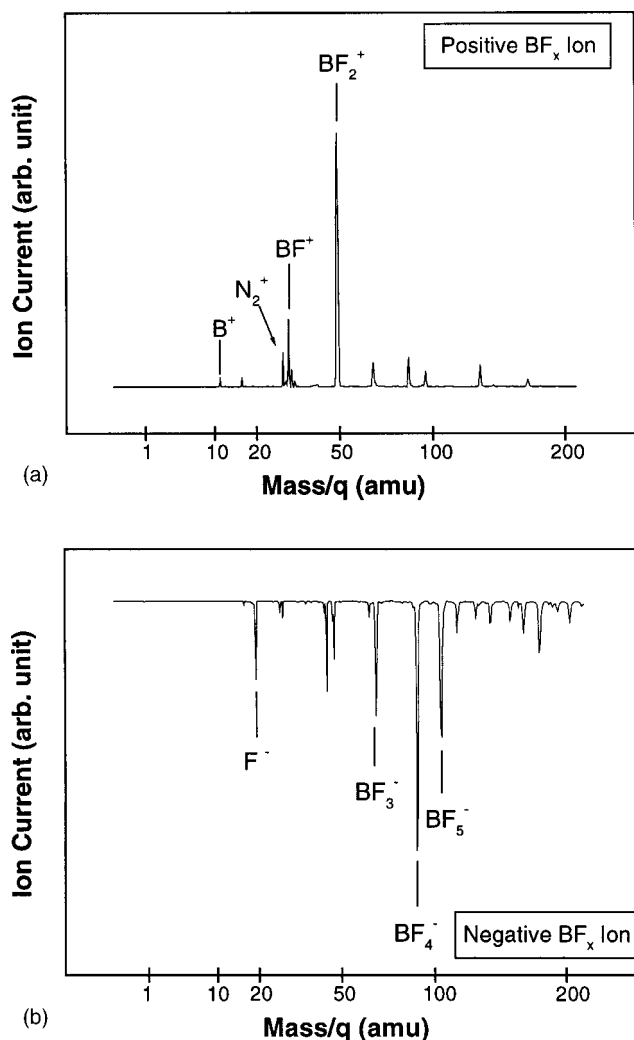 Positive BFₓ Ion
BF₂⁺
BF⁺
N₂⁺
B⁺
Ion Current (arb. unit)
1 10 20 50 100 200
Mass/q (amu)
(a)
F⁻
BF₃⁻
BF₅⁻
BF₄⁻
Negative BFₓ Ion
Ion Current (arb. unit)
1 10 20 50 100 200
Mass/q (amu)
(b)